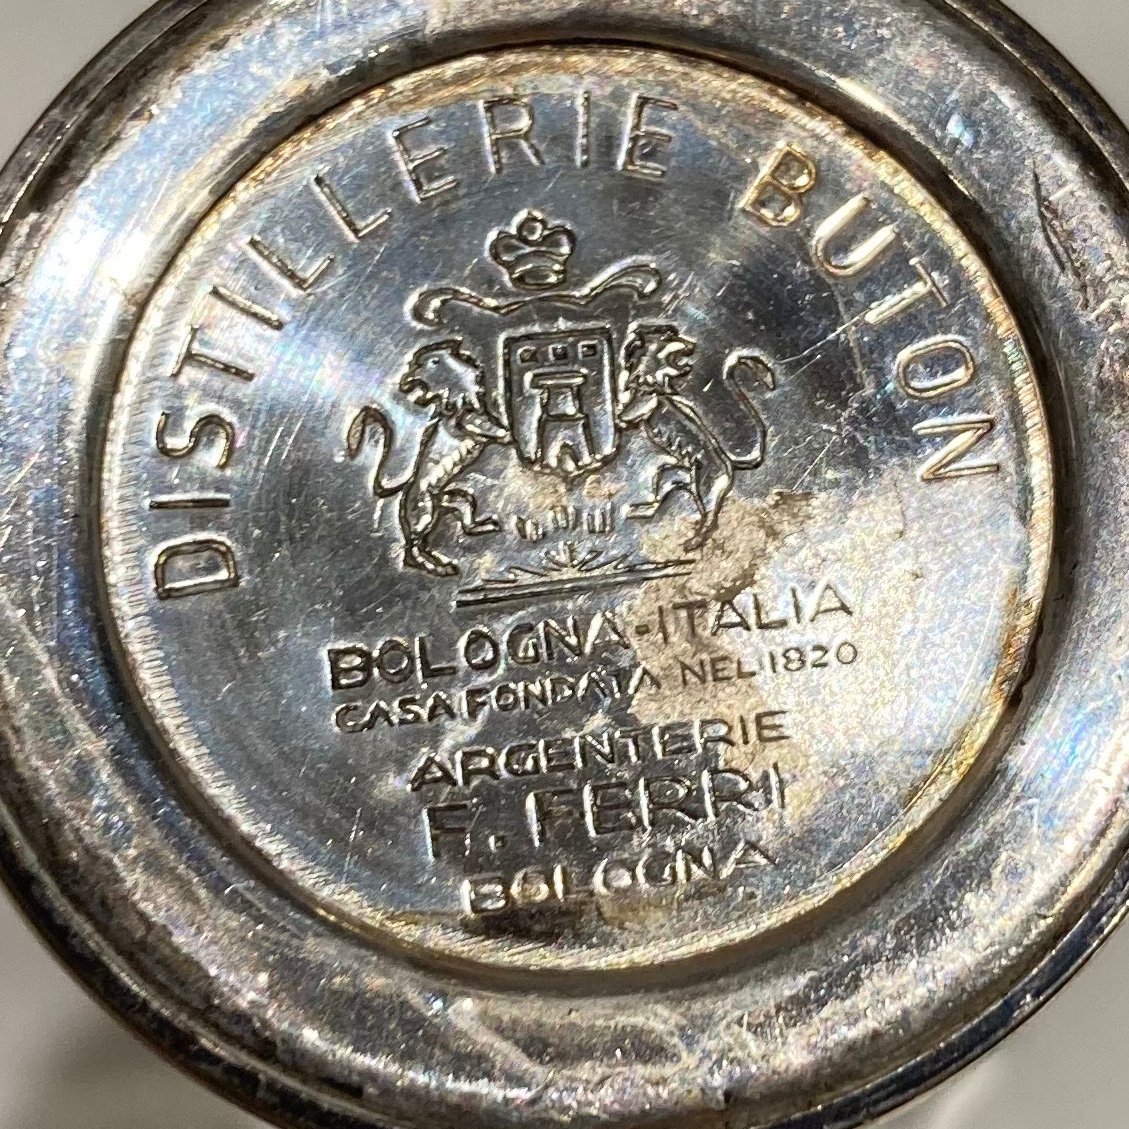 DISTILLERIE BUTON
BOLOGNA-ITALIA
CASA FONDATA NEL 1820
ARGENTERIE
F. FERRI
BOLOGNA